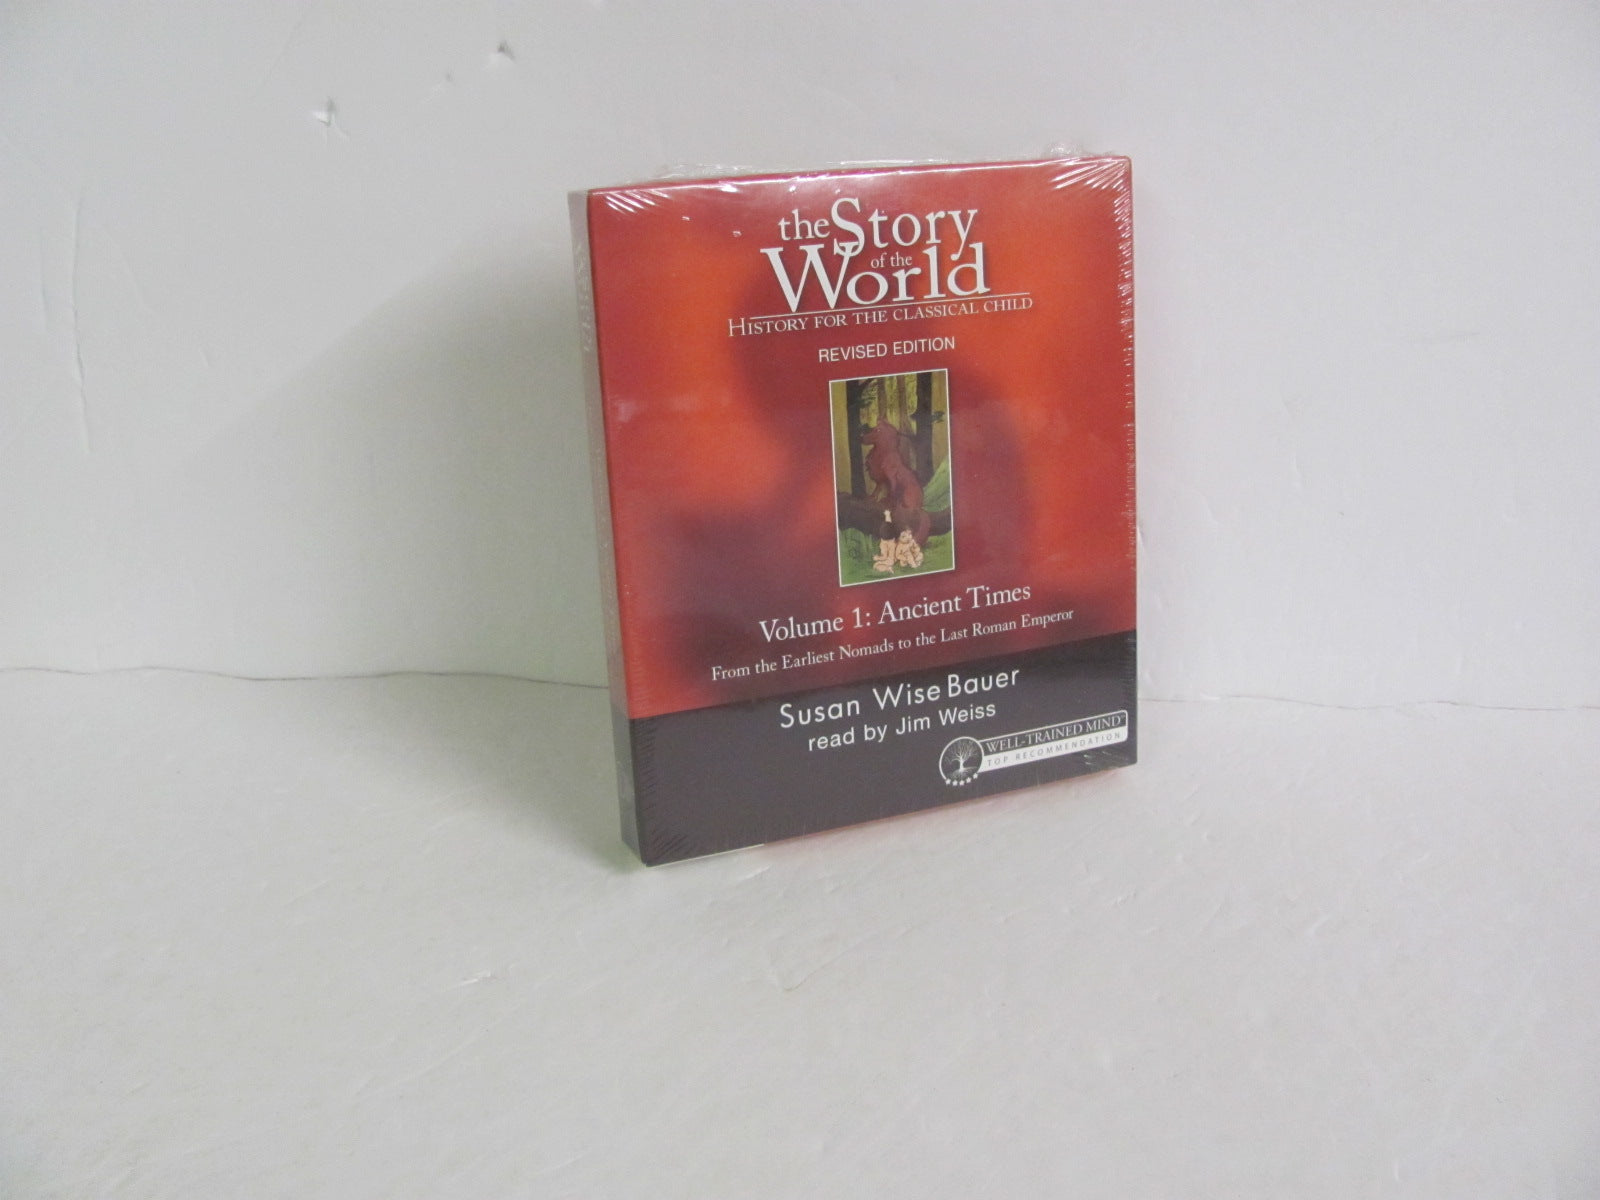 the Story
of the
World
HISTORY FOR THE CLASSICAL CHILD
REVISED EDITION
Volume 1: Ancient Times
From the Earliest Nomads to the Last Roman Emperor
Susan Wise Bauer
read by Jim Weiss
WELL-TRAINED MIND™
TOP RECOMMENDATION